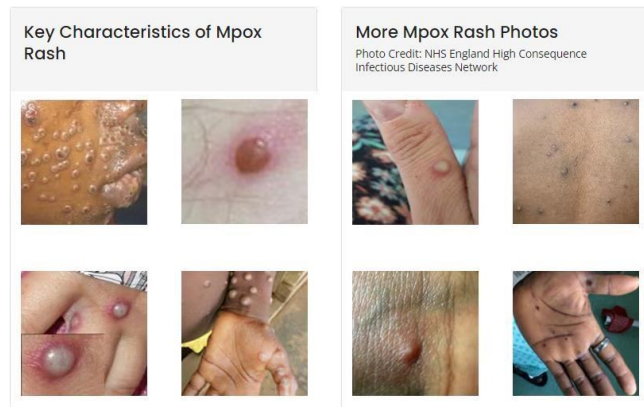 Key Characteristics of Mpox
Rash
More Mpox Rash Photos
Photo Credit: NHS England High Consequence
Infectious Diseases Network